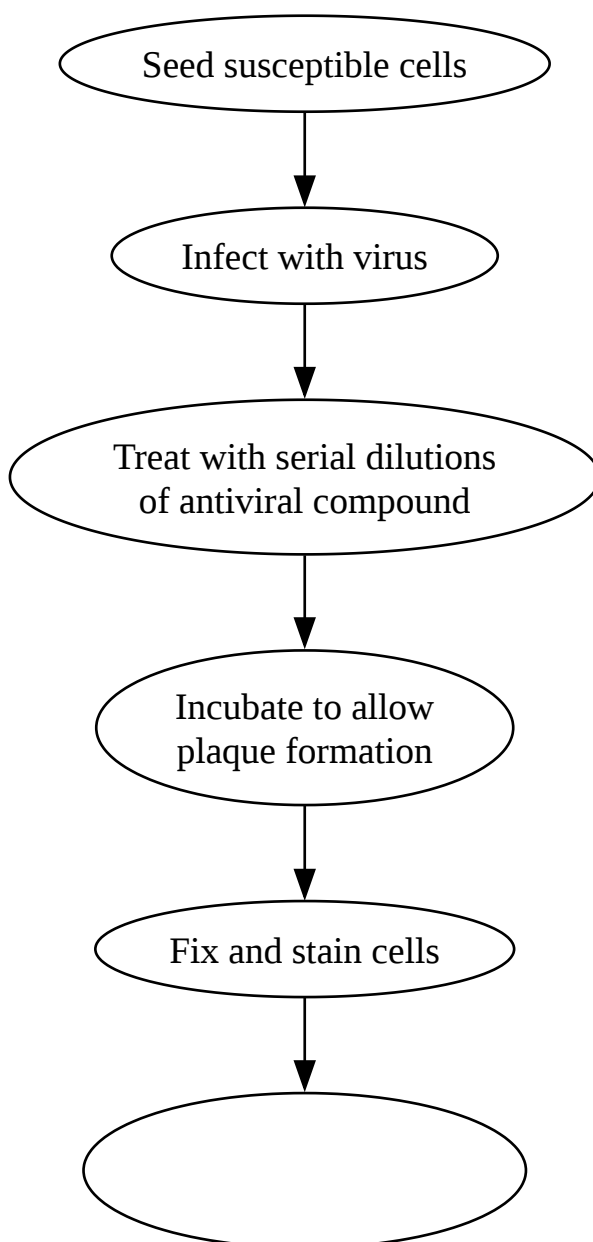 Seed susceptible cells
Infect with virus
Treat with serial dilutions
of antiviral compound
Incubate to allow
plaque formation
Fix and stain cells